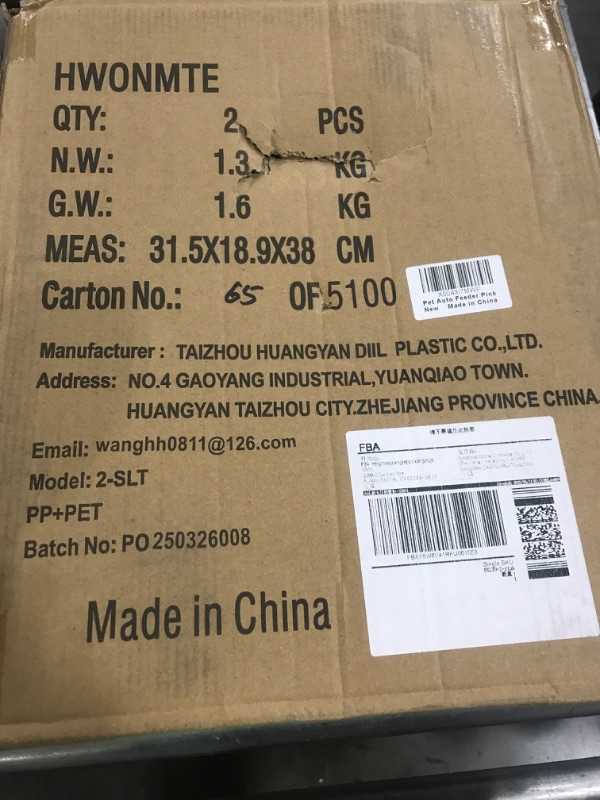 HWONMTE
QTY: 2 PCS
N.W.: 1.3 KG
G.W.: 1.6 KG
MEAS: 31.5X18.9X38 CM
Carton No.: 65 OF 5100
Pet Auto Feeder Pink
New Made in China
Manufacturer : TAIZHOU HUANGYAN DIIL PLASTIC CO.,LTD.
Address: NO.4 GAOYANG INDUSTRIAL,YUANQIAO TOWN.
HUANGYAN TAIZHOU CITY.ZHEJIANG PROVINCE CHINA.
Email: wanghh0811@126.com
Model: 2-SLT
PP+PET
Batch No: PO 250326008
Made in China
FBA
Single SKU